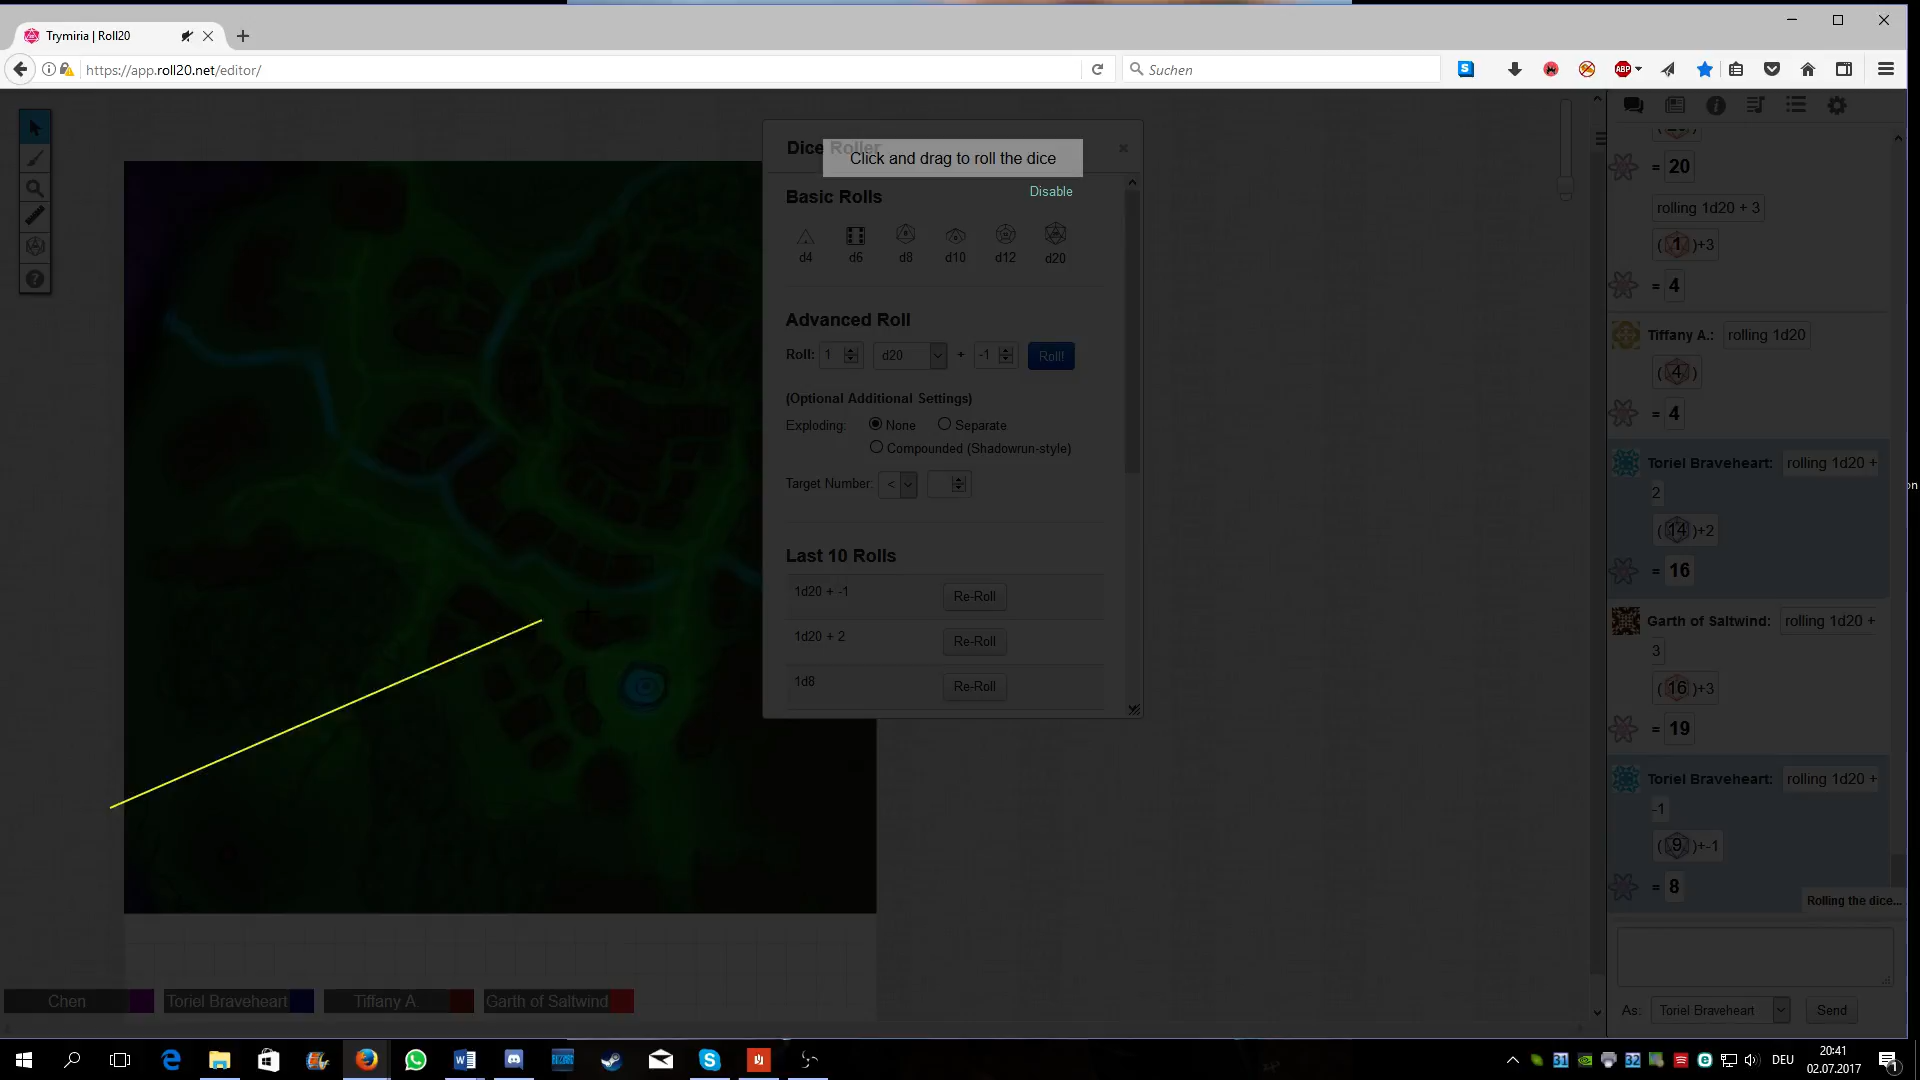 Trymiria | Roll20
https://app.roll20.net/editor/
Suchen
ABP
Dice Roller
Click and drag to roll the dice
Disable
Basic Rolls
d4 d6 d8 d10 d12 d20
Advanced Roll
Roll: 1 d20 + -1 Roll!
(Optional Additional Settings)
Exploding: None Separate
Compounded (Shadowrun-style)
Target Number: <
Last 10 Rolls
1d20 + -1 Re-Roll
1d20 + 2 Re-Roll
1d8 Re-Roll
= 20
rolling 1d20 + 3
(1)+3
= 4
Tiffany A.: rolling 1d20
(4)
= 4
Toriel Braveheart: rolling 1d20 +
2
(14)+2
= 16
Garth of Saltwind: rolling 1d20 +
3
(16)+3
= 19
Toriel Braveheart: rolling 1d20 +
-1
(9)+-1
= 8
Rolling the dice...
As: Toriel Braveheart Send
on
Chen Toriel Braveheart Tiffany A. Garth of Saltwind
31 32 DEU
20:41
02.07.2017
1